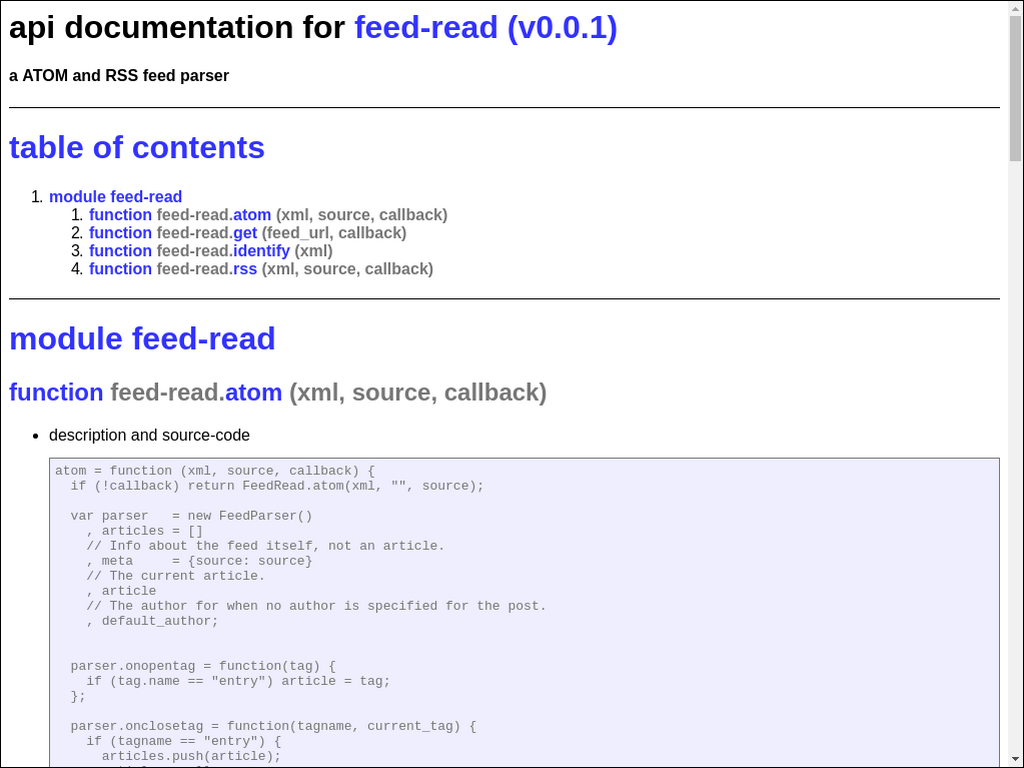 api documentation for feed-read (v0.0.1)
a ATOM and RSS feed parser
table of contents
1. module feed-read
1. function feed-read.atom (xml, source, callback)
2. function feed-read.get (feed_url, callback)
3. function feed-read.identify (xml)
4. function feed-read.rss (xml, source, callback)
module feed-read
function feed-read.atom (xml, source, callback)
• description and source-code
atom = function (xml, source, callback) {
  if (!callback) return FeedRead.atom(xml, "", source);
  var parser   = new FeedParser()
    , articles = []
    // Info about the feed itself, not an article.
    , meta     = {source: source}
    // The current article.
    , article
    // The author for when no author is specified for the post.
    , default_author;
  parser.onopentag = function(tag) {
    if (tag.name == "entry") article = tag;
  };
  parser.onclosetag = function(tagname, current_tag) {
    if (tagname == "entry") {
      articles.push(article);